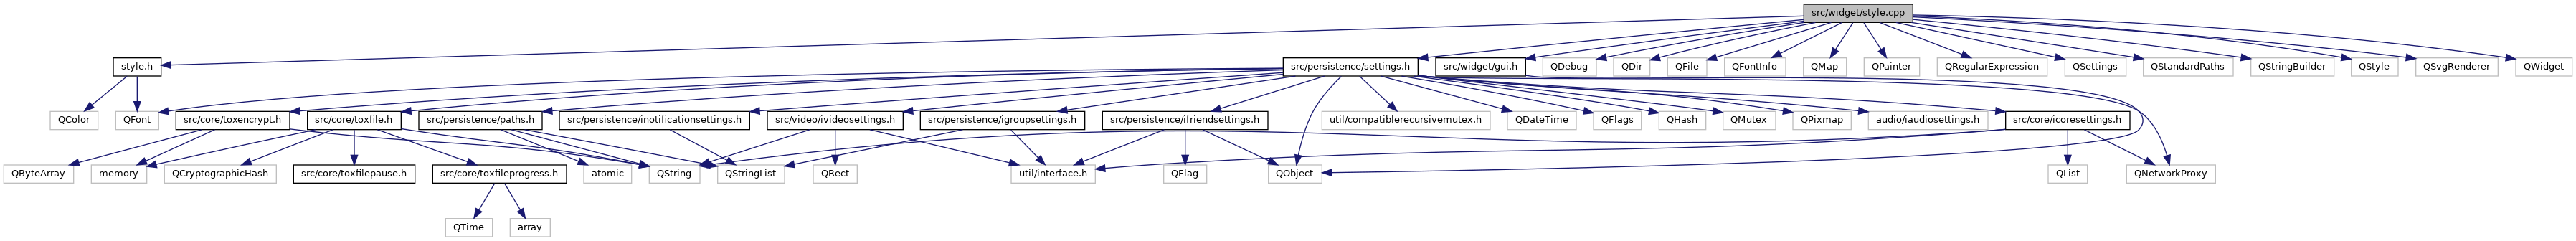 src/widget/style.cpp
style.h
src/persistence/settings.h
src/widget/gui.h
QDebug
QDir
QFile
QFontInfo
QMap
QPainter
QRegularExpression
QSettings
QStandardPaths
QStringBuilder
QStyle
QSvgRenderer
QWidget
QColor
QFont
src/core/toxencrypt.h
src/core/toxfile.h
src/persistence/paths.h
src/persistence/inotificationsettings.h
src/video/ivideosettings.h
src/persistence/igroupsettings.h
src/persistence/ifriendsettings.h
util/compatiblerecursivemutex.h
QDateTime
QFlags
QHash
QMutex
QPixmap
audio/iaudiosettings.h
src/core/icoresettings.h
QByteArray
memory
QCryptographicHash
src/core/toxfilepause.h
src/core/toxfileprogress.h
atomic
QString
QStringList
QRect
util/interface.h
QFlag
QObject
QList
QNetworkProxy
QTime
array